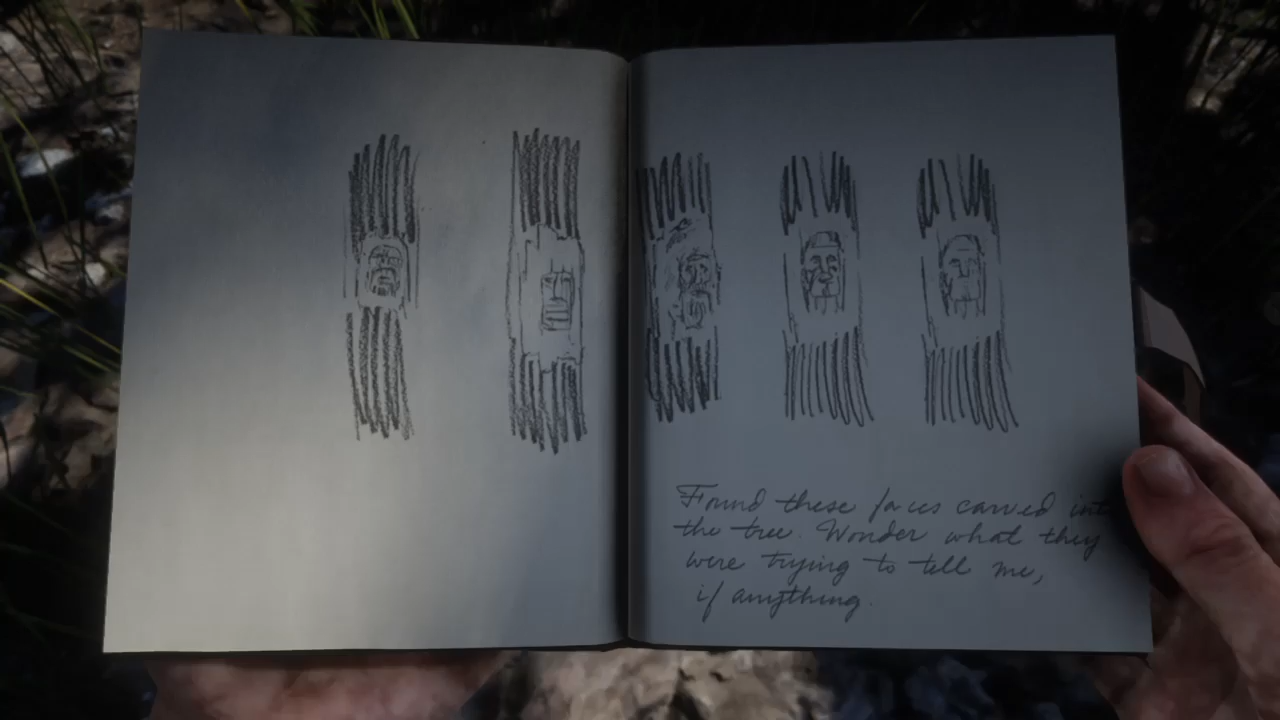 Found these faces carved into
the tree. Wonder what they
were trying to tell me,
if anything.